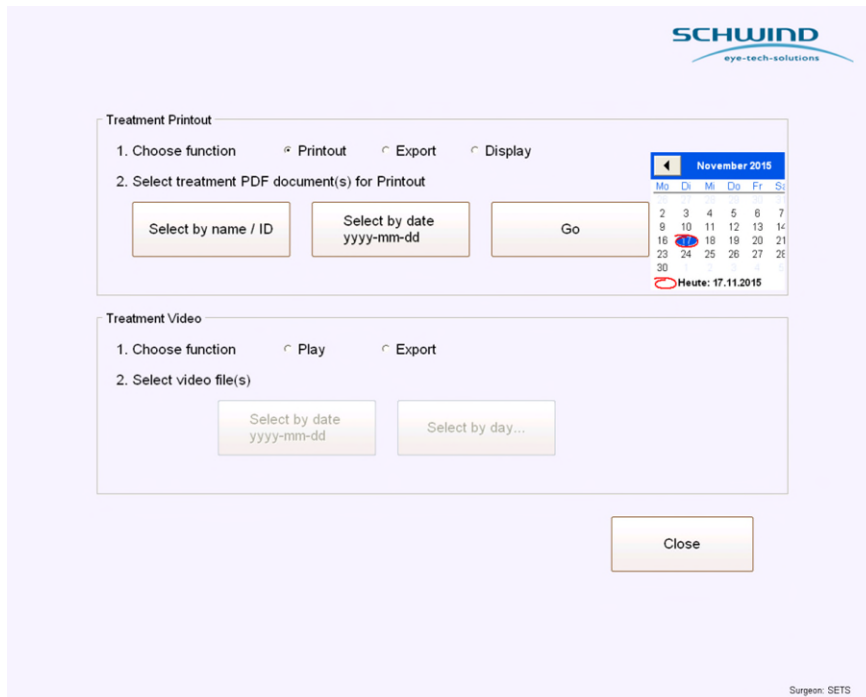 SCHWIND
eye-tech-solutions
Treatment Printout
1. Choose function Printout Export Display
2. Select treatment PDF document(s) for Printout
Select by name / ID
Select by date
yyyy-mm-dd
Go
November 2015
Mo Di Mi Do Fr
2 3 4 5 6 7
9 10 11 12 13 14
16 17 18 19 20 21
23 24 25 26 27 28
30
Heute: 17.11.2015
Treatment Video
1. Choose function Play Export
2. Select video file(s)
Select by date
yyyy-mm-dd
Select by day...
Close
Surgeon: SETS